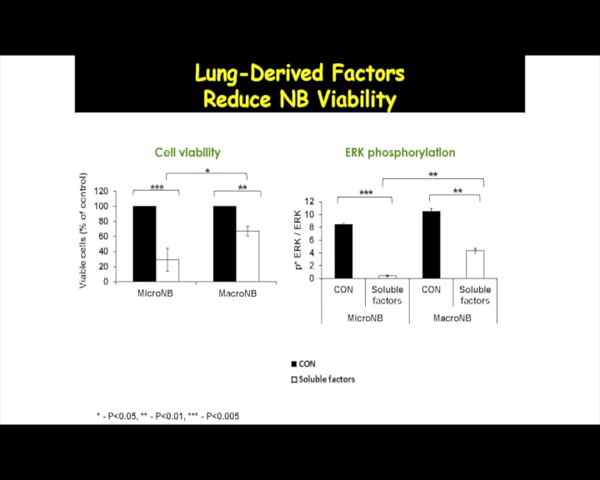 Lung-Derived Factors
Reduce NB Viability
Cell viability
*
***
**
Viable cells (% of control)
120
100
80
60
40
20
0
MicroNB
MacroNB
ERK phosphorylation
**
***
**
p* ERK / ERK
12
10
8
6
4
2
0
CON
Soluble factors
CON
Soluble factors
MicroNB
MacroNB
CON
Soluble factors
* - P<0.05, ** - P<0.01, *** - P<0.005